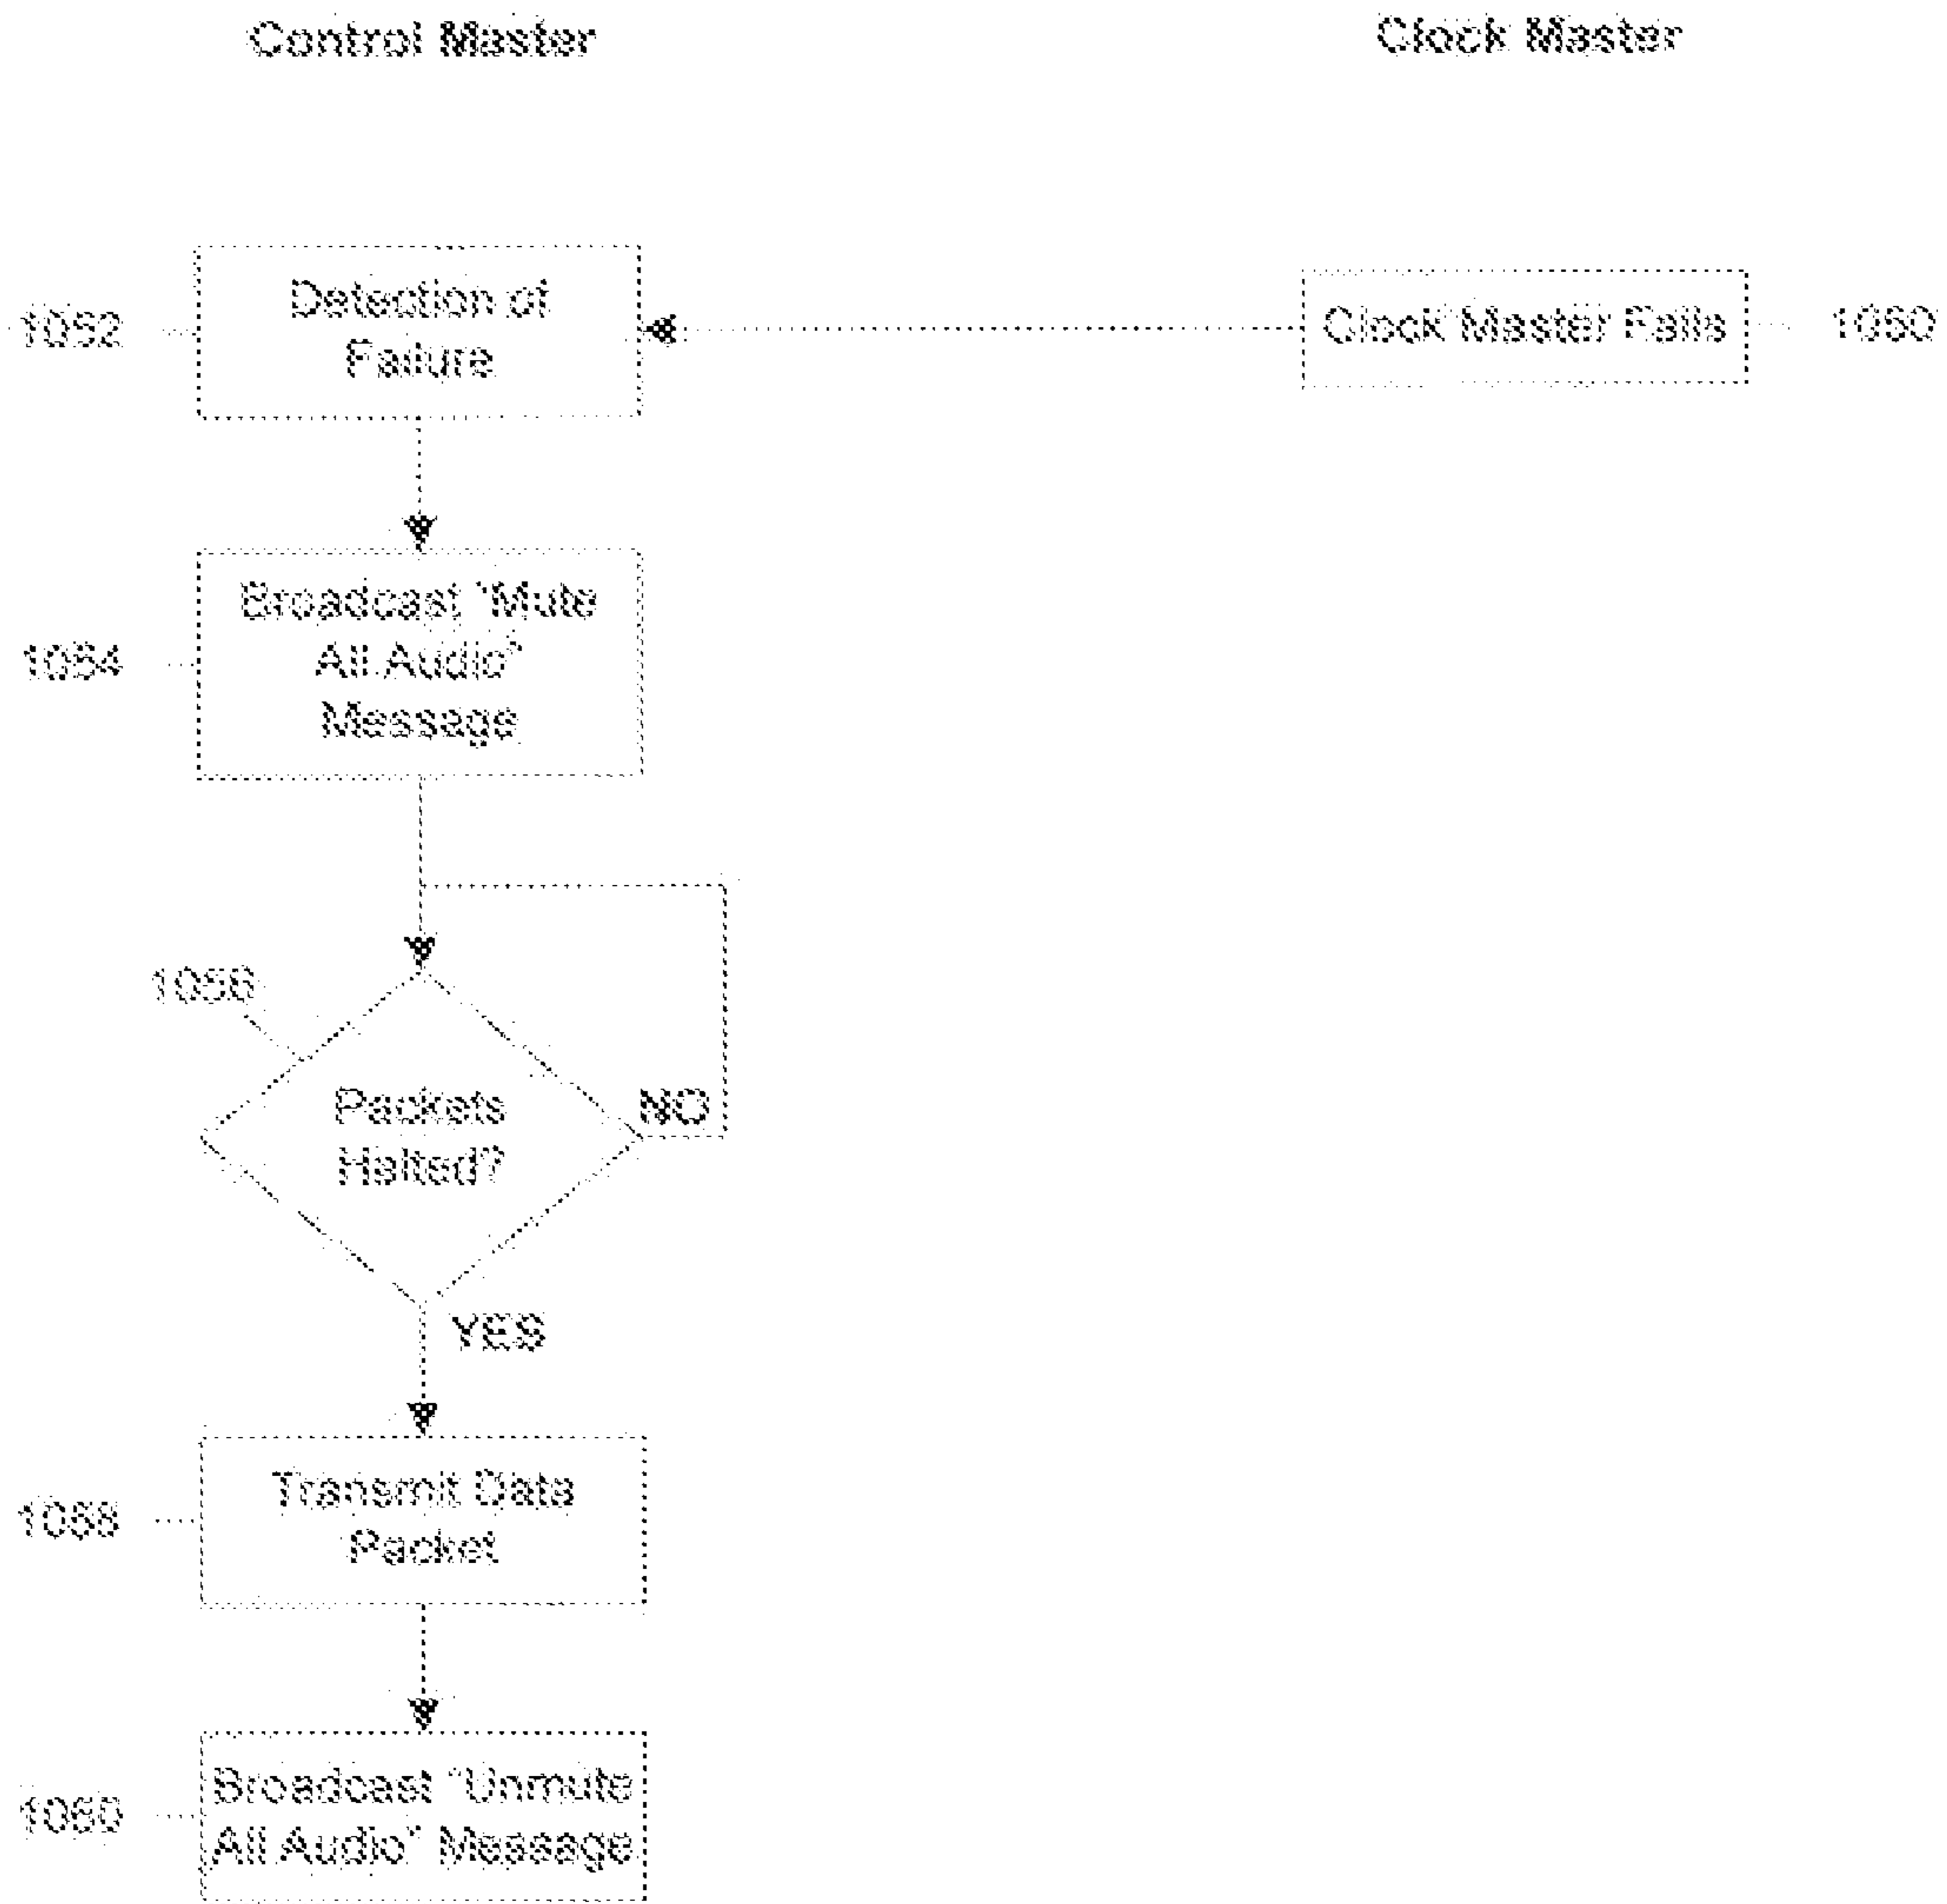 Control Master
Clock Master
1052
Detection of
Failure
Clock Master Fails
1050
1054
Broadcast "Mute
All Audio"
Message
1056
Packets
Halted?
NO
YES
1058
Transmit Data
Packet
1060
Broadcast "Unmute
All Audio" Message